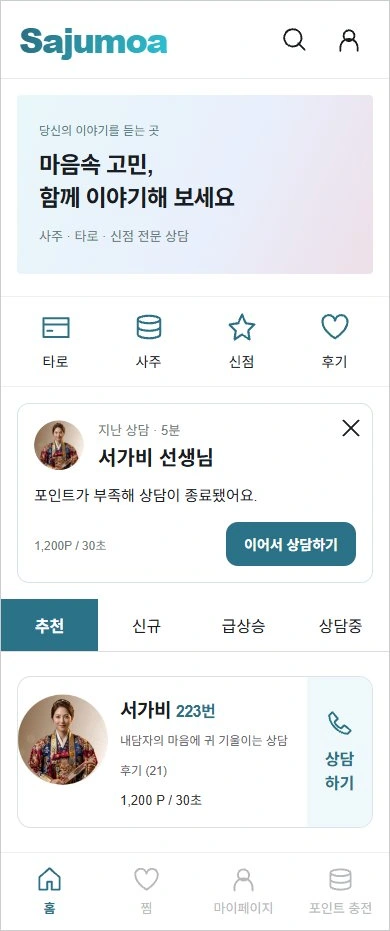 Sajumoa
당신의 이야기를 듣는 곳
마음속 고민,
함께 이야기해 보세요
사주 · 타로 · 신점 전문 상담
타로
사주
신점
후기
지난 상담 · 5분
서가비 선생님
포인트가 부족해 상담이 종료됐어요.
1,200P / 30초
이어서 상담하기
추천
신규
급상승
상담중
서가비 223번
내담자의 마음에 귀 기울이는 상담
후기 (21)
1,200 P / 30초
상담
하기
홈
찜
마이페이지
포인트 충전